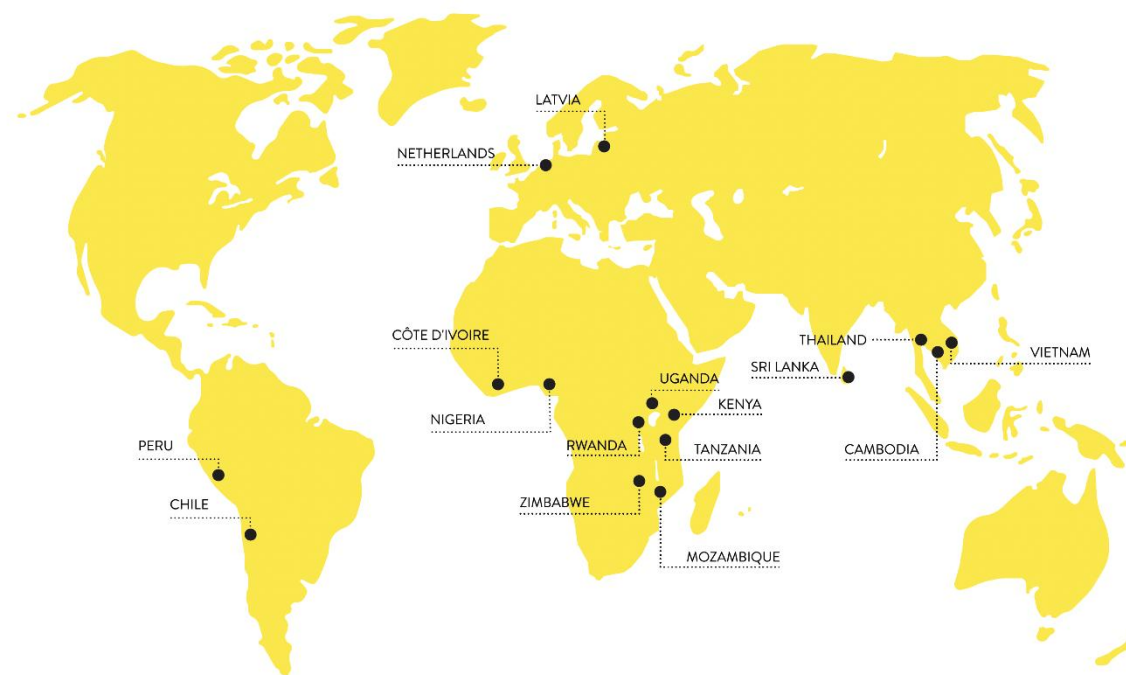 LATVIA
NETHERLANDS
CÔTE D'IVOIRE
THAILAND
VIETNAM
SRI LANKA
UGANDA
KENYA
NIGERIA
PERU
RWANDA
TANZANIA
CAMBODIA
CHILE
ZIMBABWE
MOZAMBIQUE